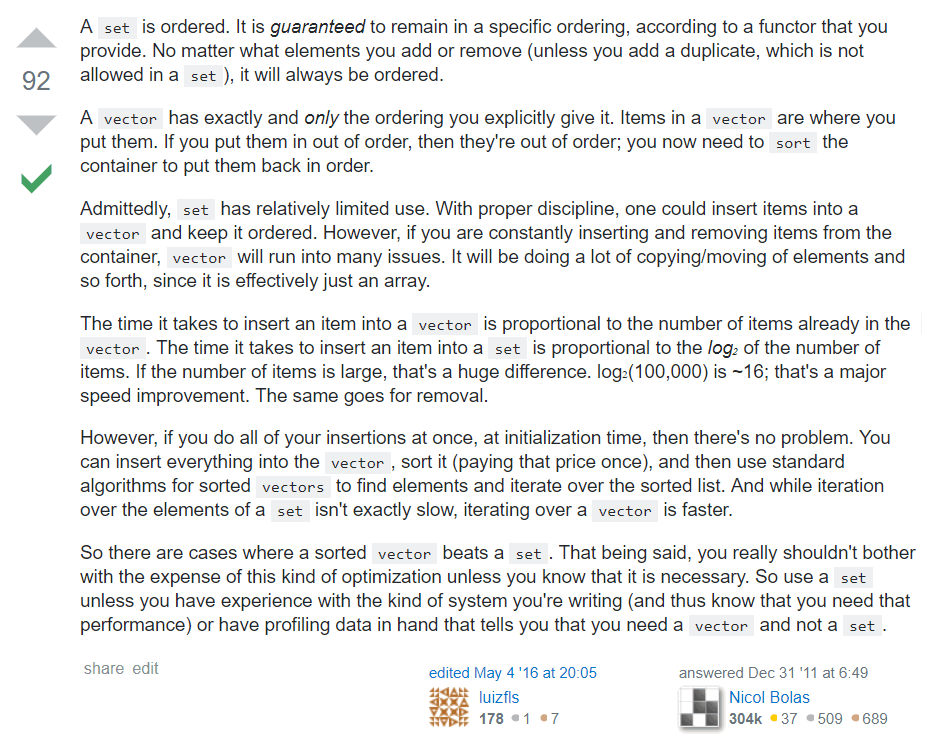 A set is ordered. It is guaranteed to remain in a specific ordering, according to a functor that you
provide. No matter what elements you add or remove (unless you add a duplicate, which is not
allowed in a set ), it will always be ordered.
92
A vector has exactly and only the ordering you explicitly give it. Items in a vector are where you
put them. If you put them in out of order, then they're out of order; you now need to sort the
container to put them back in order.
Admittedly, set has relatively limited use. With proper discipline, one could insert items into a
vector and keep it ordered. However, if you are constantly inserting and removing items from the
container, vector will run into many issues. It will be doing a lot of copying/moving of elements and
so forth, since it is effectively just an array.
The time it takes to insert an item into a vector is proportional to the number of items already in the
vector . The time it takes to insert an item into a set is proportional to the log₂ of the number of
items. If the number of items is large, that's a huge difference. log₂(100,000) is ~16; that's a major
speed improvement. The same goes for removal.
However, if you do all of your insertions at once, at initialization time, then there's no problem. You
can insert everything into the vector , sort it (paying that price once), and then use standard
algorithms for sorted vectors to find elements and iterate over the sorted list. And while iteration
over the elements of a set isn't exactly slow, iterating over a vector is faster.
So there are cases where a sorted vector beats a set . That being said, you really shouldn't bother
with the expense of this kind of optimization unless you know that it is necessary. So use a set
unless you have experience with the kind of system you're writing (and thus know that you need that
performance) or have profiling data in hand that tells you that you need a vector and not a set .
share edit
edited May 4 '16 at 20:05
luizfls
178 1 7
answered Dec 31 '11 at 6:49
Nicol Bolas
304k 37 509 689